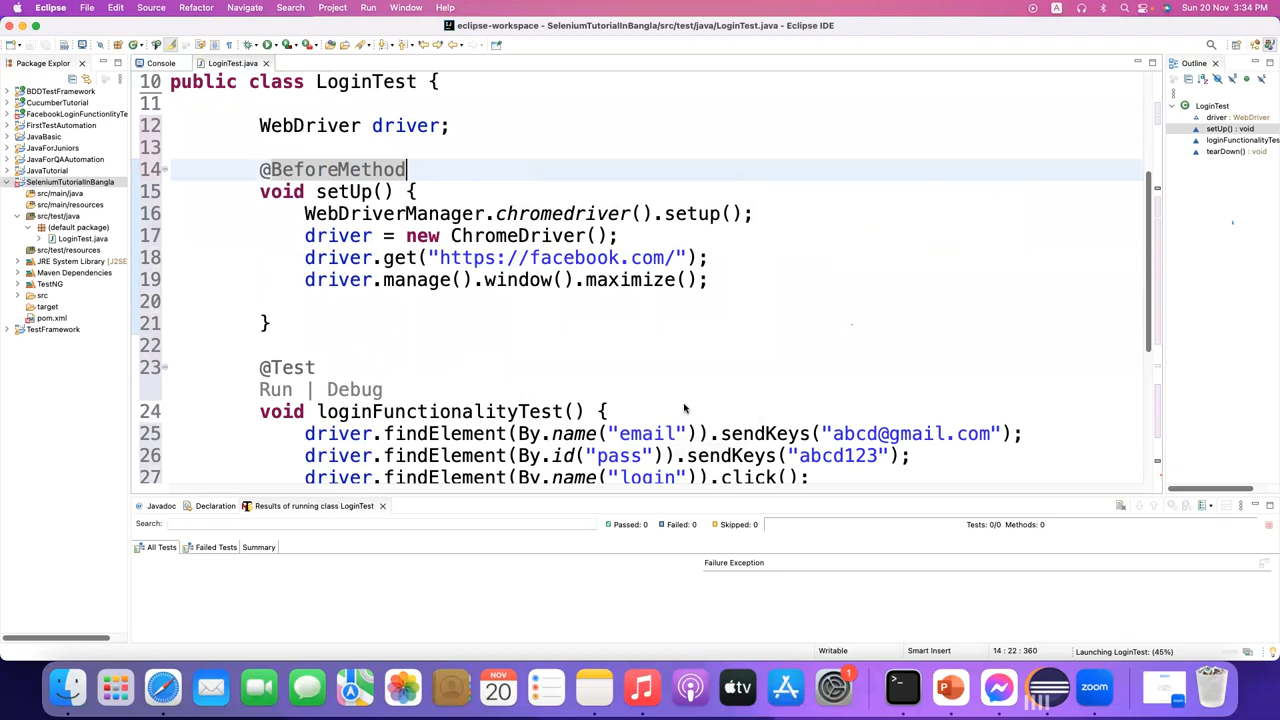 Eclipse File Edit Source Refactor Navigate Search Project Run Window Help Sun 20 Nov 3:34 PM
eclipse-workspace - SeleniumTutorialInBangla/src/test/java/LoginTest.java - Eclipse IDE
Package Explorer
BDDTestFramework
CucumberTutorial
FacebookLoginFunctionlityTe
FirstTestAutomation
JavaBasic
JavaForJuniors
JavaForQAAutomation
JavaTutorial
SeleniumTutorialInBangla
src/main/java
src/main/resources
src/test/java
(default package)
LoginTest.java
src/test/resources
JRE System Library [J2SE
Maven Dependencies
TestNG
src
target
pom.xml
TestFramework
Console LoginTest.java
10 public class LoginTest {
11
12 WebDriver driver;
13
14 @BeforeMethod
15 void setUp() {
16 WebDriverManager.chromedriver().setup();
17 driver = new ChromeDriver();
18 driver.get("https://facebook.com/");
19 driver.manage().window().maximize();
20
21 }
22
23 @Test
Run | Debug
24 void loginFunctionalityTest() {
25 driver.findElement(By.name("email")).sendKeys("abcd@gmail.com");
26 driver.findElement(By.id("pass")).sendKeys("abcd123");
27 driver.findElement(By.name("login")).click();
Outline
LoginTest
driver : WebDriver
setUp() : void
loginFunctionalityTes
tearDown() : void
Javadoc Declaration Results of running class LoginTest
Search: Passed: 0 Failed: 0 Skipped: 0 Tests: 0/0 Methods: 0
All Tests Failed Tests Summary
Failure Exception
Writable Smart Insert 14 : 22 : 360 Launching LoginTest: (45%)
NOV
20
tv
1
zoom